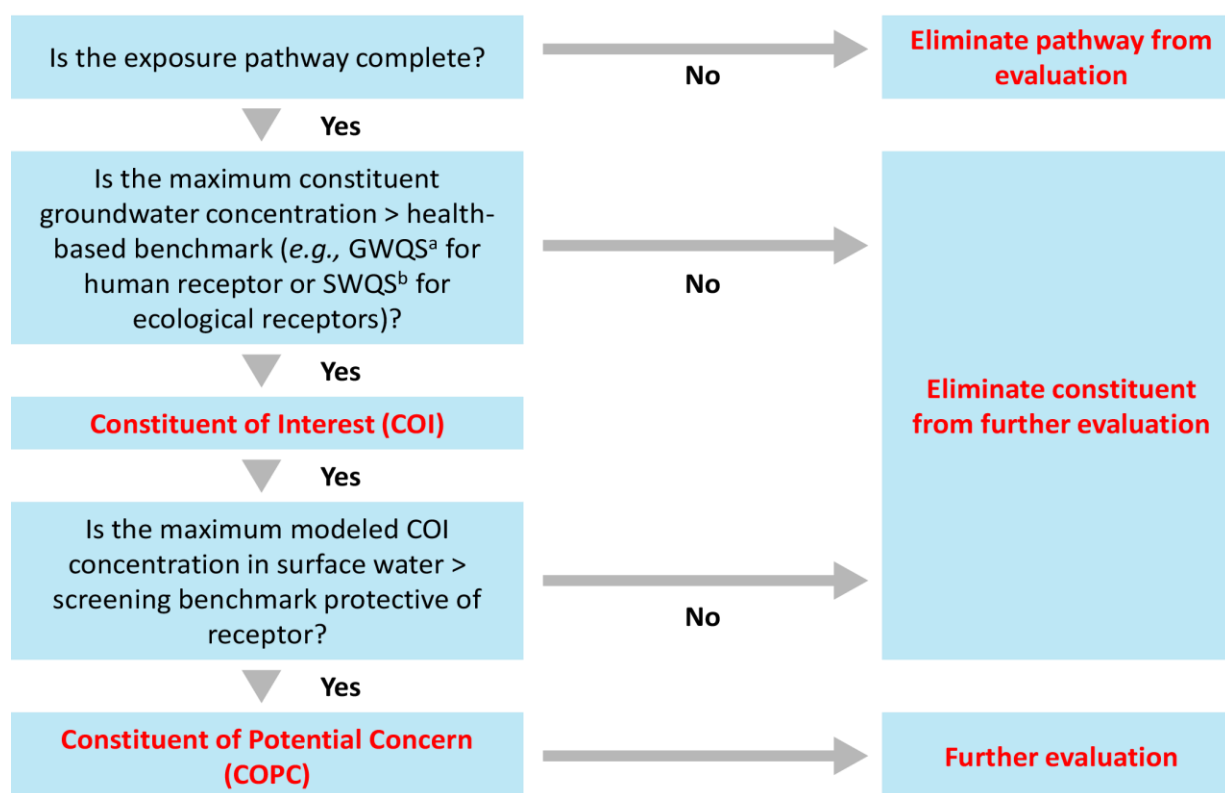 Is the exposure pathway complete?
No
Eliminate pathway from
evaluation
Yes
Is the maximum constituent
groundwater concentration > health-
based benchmark (e.g., GWQSᵃ for
human receptor or SWQSᵇ for
ecological receptors)?
No
Eliminate constituent
from further evaluation
Yes
Constituent of Interest (COI)
Yes
Is the maximum modeled COI
concentration in surface water >
screening benchmark protective of
receptor?
No
Yes
Constituent of Potential Concern
(COPC)
Further evaluation